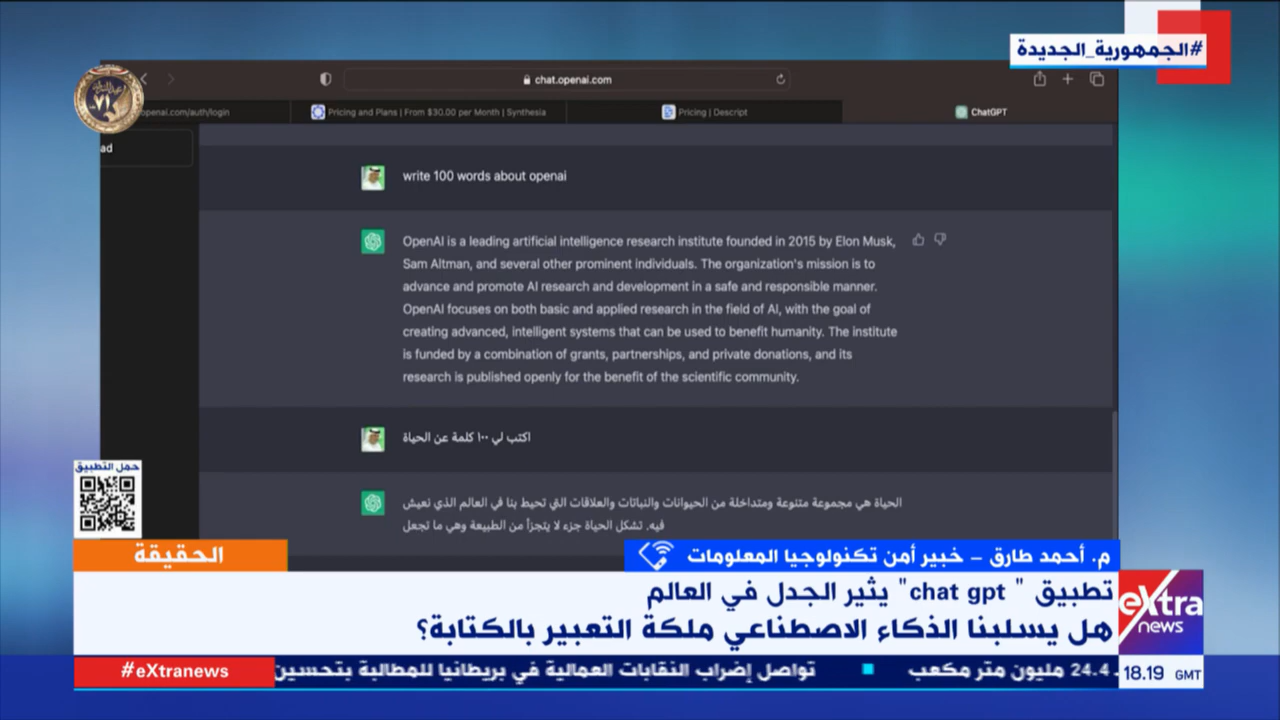 #الجمهورية_الجديدة
chat.openai.com
openai.com/auth/login
Pricing and Plans | From $30.00 per Month | Synthesia
Pricing | Descript
ChatGPT
ad
write 100 words about openai
OpenAI is a leading artificial intelligence research institute founded in 2015 by Elon Musk,
Sam Altman, and several other prominent individuals. The organization's mission is to
advance and promote AI research and development in a safe and responsible manner.
OpenAI focuses on both basic and applied research in the field of AI, with the goal of
creating advanced, intelligent systems that can be used to benefit humanity. The institute
is funded by a combination of grants, partnerships, and private donations, and its
research is published openly for the benefit of the scientific community.
اكتب لي ١٠٠ كلمة عن الحياة
الحياة هي مجموعة متنوعة ومتداخلة من الحيوانات والنباتات والعلاقات التي تحيط بنا في العالم الذي نعيش
فيه. تشكل الحياة جزء لا يتجزأ من الطبيعة وهي ما تجعل
حمل التطبيق
الحقيقة
م. أحمد طارق - خبير أمن تكنولوجيا المعلومات
تطبيق " chat gpt" يثير الجدل في العالم
هل يسلبنا الذكاء الاصطناعي ملكة التعبير بالكتابة؟
eXtra
news
#eXtranews
24.4 مليون متر مكعب
تواصل إضراب النقابات العمالية في بريطانيا للمطالبة بتحسين
18.19 GMT